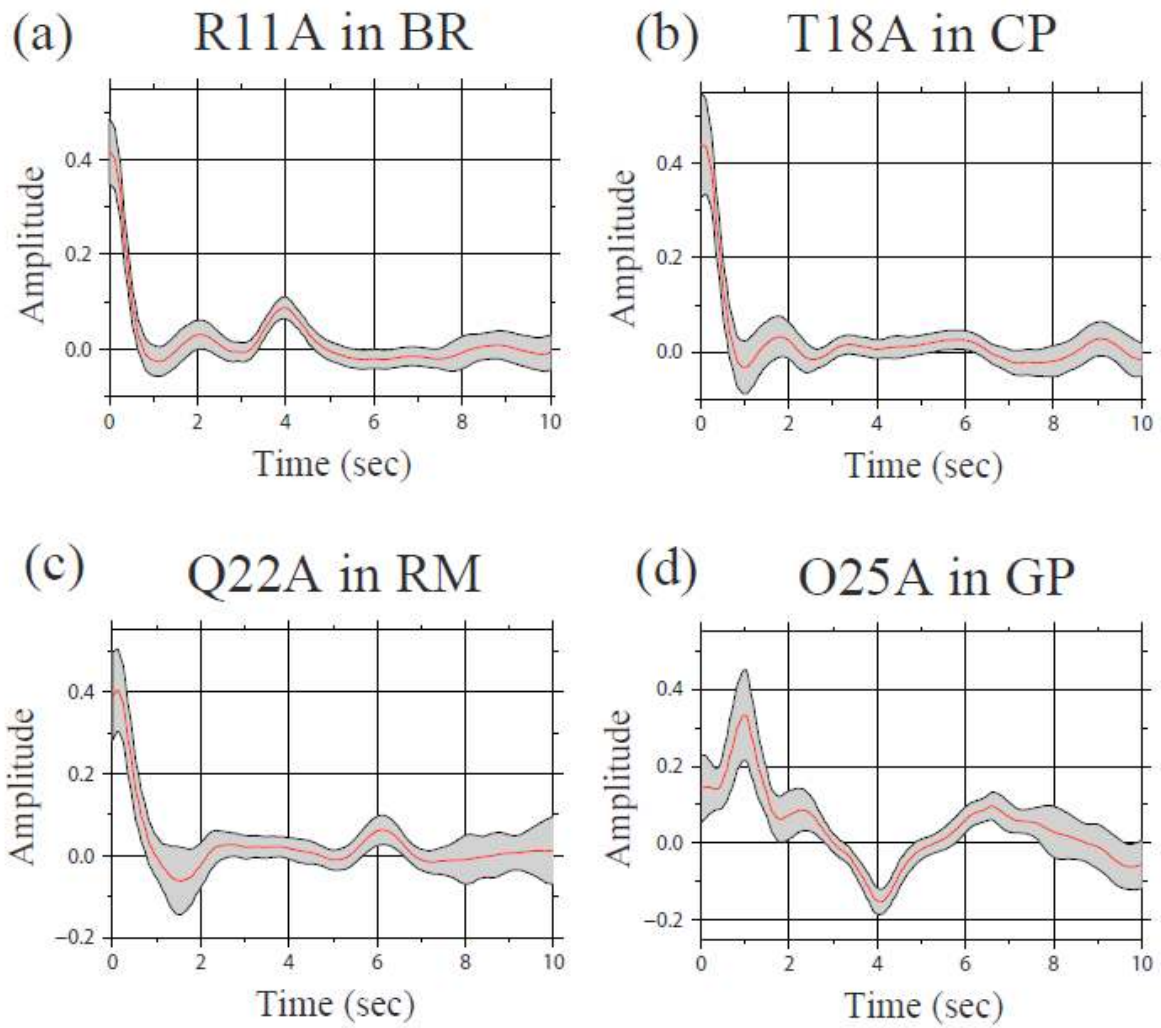 (a) R11A in BR
Amplitude
0.4
0.2
0.0
0 2 4 6 8 10
Time (sec)
(b) T18A in CP
Amplitude
0.4
0.2
0.0
0 2 4 6 8 10
Time (sec)
(c) Q22A in RM
Amplitude
0.4
0.2
0.0
−0.2
0 2 4 6 8 10
Time (sec)
(d) O25A in GP
Amplitude
0.4
0.2
0.0
−0.2
0 2 4 6 8 10
Time (sec)